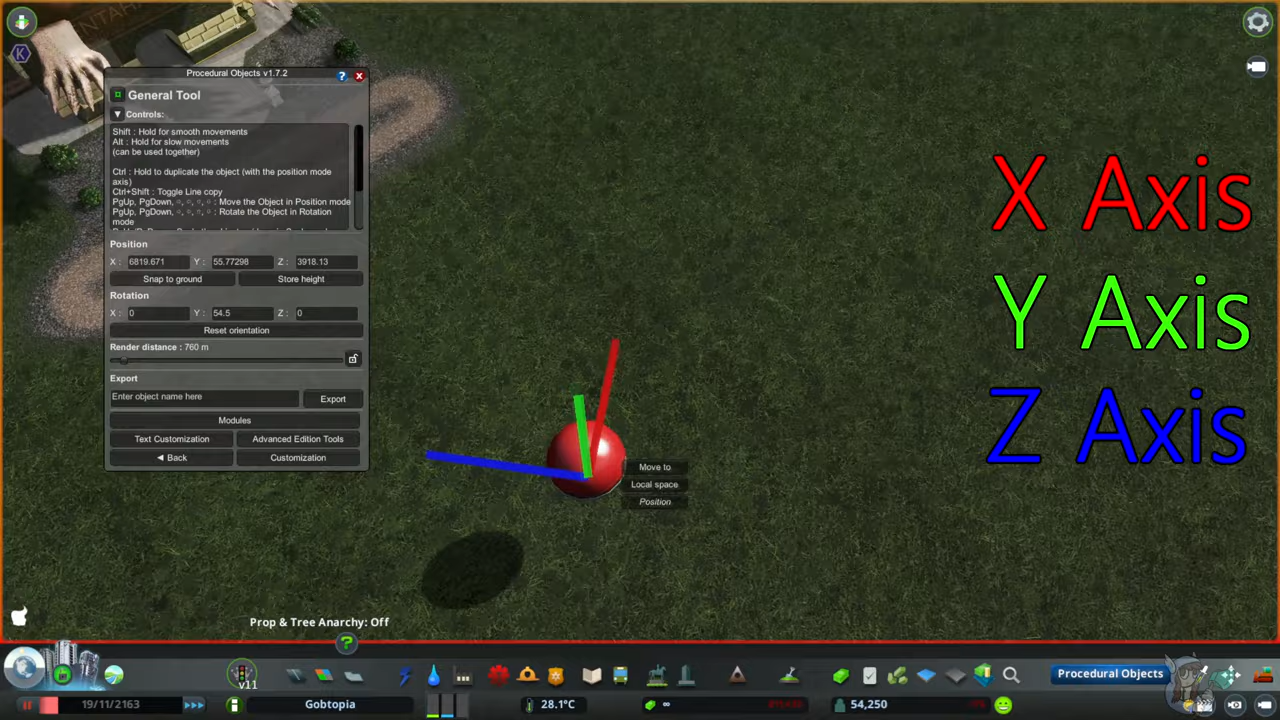 Procedural Objects v1.7.2
?
x
General Tool
Controls:
Shift : Hold for smooth movements
Alt : Hold for slow movements
(can be used together)
Ctrl : Hold to duplicate the object (with the position mode
axis)
Ctrl+Shift : Toggle Line copy
PgUp, PgDown, ▫, ▫, ▫, ▫ : Move the Object in Position mode
PgUp, PgDown, ▫, ▫, ▫, ▫ : Rotate the Object in Rotation
mode
Position
X : 6819.671 Y : 55.77298 Z : 3918.13
Snap to ground Store height
Rotation
X : 0 Y : 54.5 Z : 0
Reset orientation
Render distance : 760 m
Export
Enter object name here Export
Modules
Text Customization Advanced Edition Tools
◄ Back Customization
Move to
Local space
Position
X Axis
Y Axis
Z Axis
K
Prop & Tree Anarchy: Off
?
v11
Procedural Objects
19/11/2163
Gobtopia
28.1°C
∞
54,250